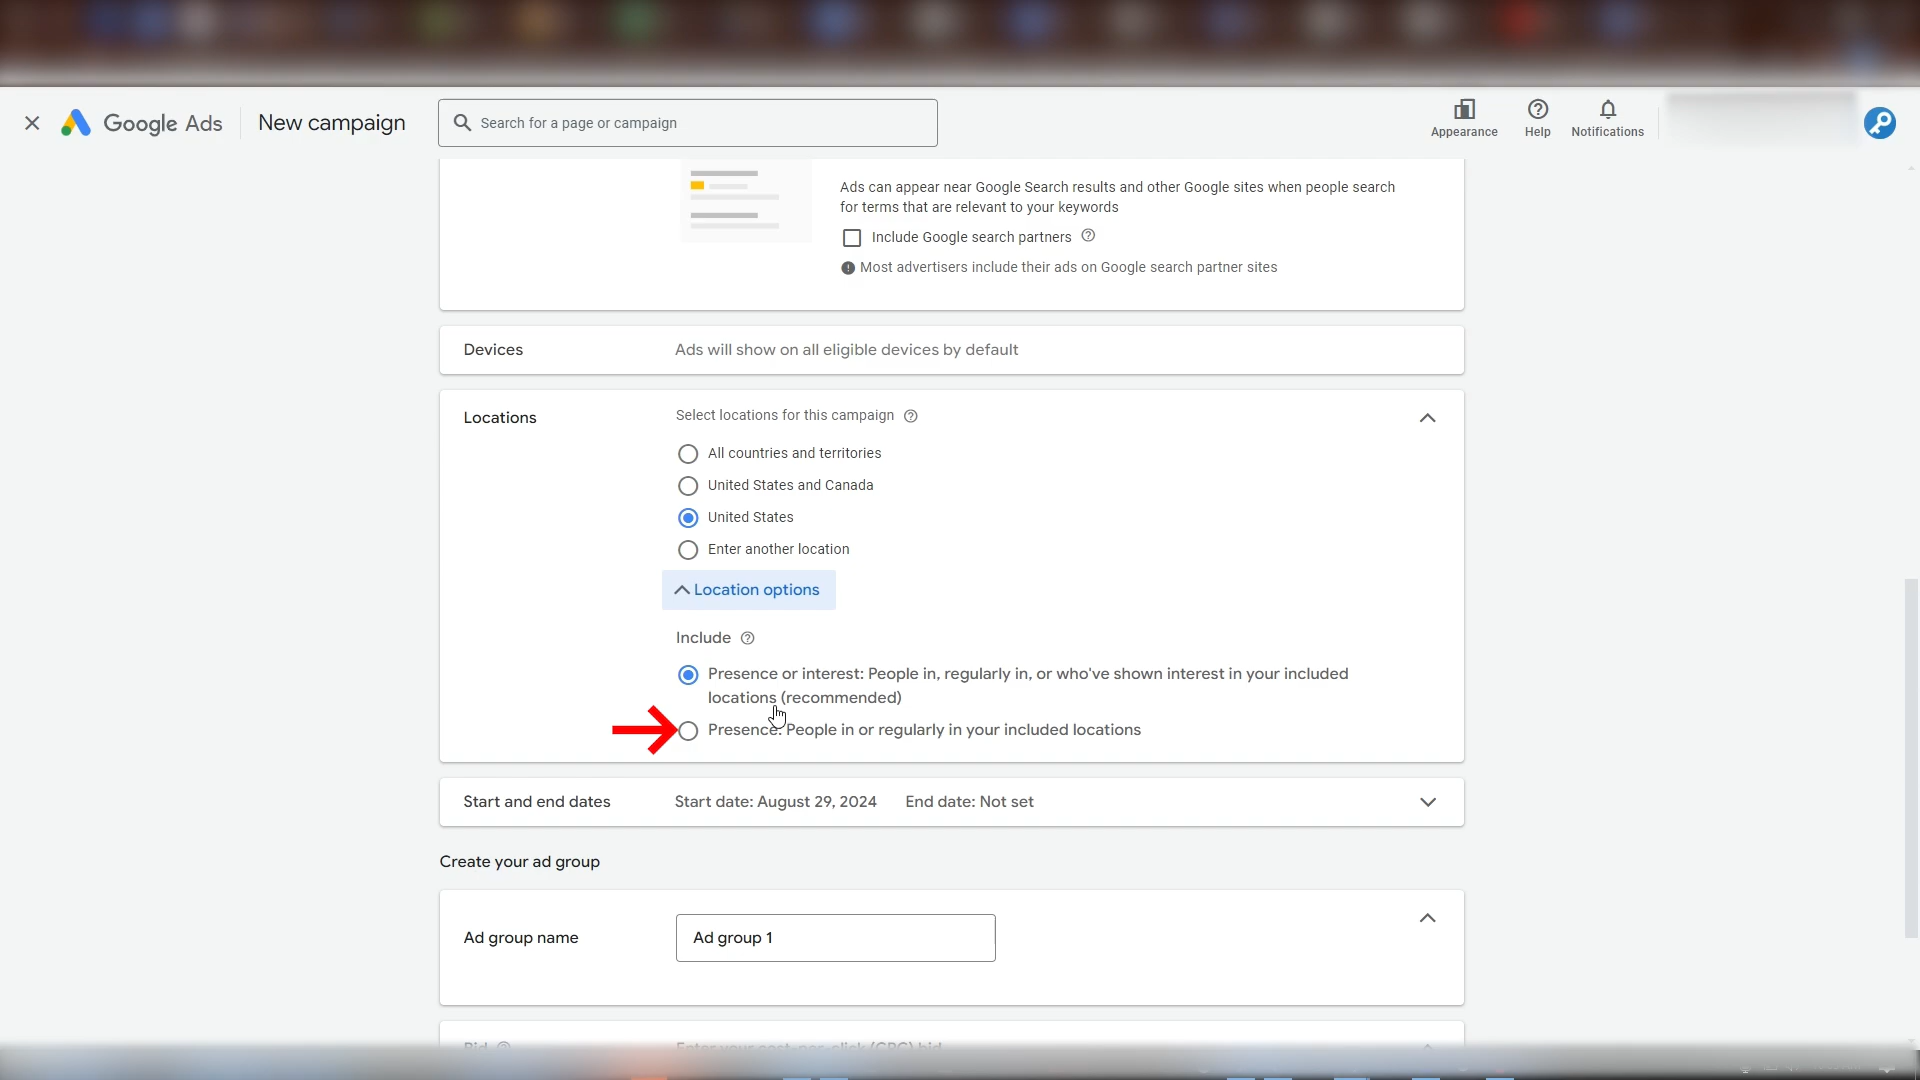 Google Ads
New campaign
Search for a page or campaign
Appearance
Help
Notifications
Ads can appear near Google Search results and other Google sites when people search
for terms that are relevant to your keywords
Include Google search partners
Most advertisers include their ads on Google search partner sites
Devices
Ads will show on all eligible devices by default
Locations
Select locations for this campaign
All countries and territories
United States and Canada
United States
Enter another location
Location options
Include
Presence or interest: People in, regularly in, or who've shown interest in your included
locations (recommended)
Presence: People in or regularly in your included locations
Start and end dates
Start date: August 29, 2024
End date: Not set
Create your ad group
Ad group name
Ad group 1
Bid
Enter your cost-per-click (CPC) bid